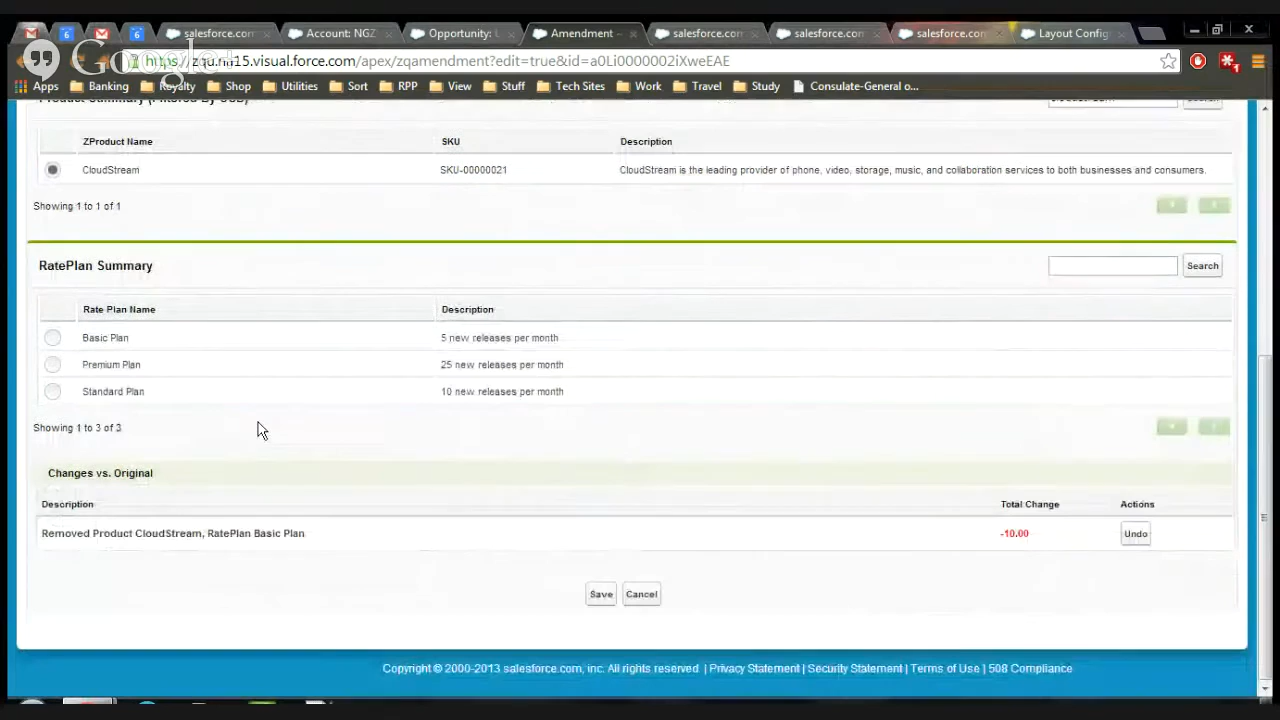 salesforce.com
Account: NGZ
Opportunity: U
Amendment –
salesforce.com
salesforce.com
salesforce.com
Layout Config
Google+
https://zqu.na15.visual.force.com/apex/zqamendment?edit=true&id=a0Li0000002iXweEAE
Apps Banking Royalty Shop Utilities Sort RPP View Stuff Tech Sites Work Travel Study Consulate-General o...
ZProduct Name SKU Description
CloudStream SKU-00000021 CloudStream is the leading provider of phone, video, storage, music, and collaboration services to both businesses and consumers.
Showing 1 to 1 of 1
RatePlan Summary Search
Rate Plan Name Description
Basic Plan 5 new releases per month
Premium Plan 25 new releases per month
Standard Plan 10 new releases per month
Showing 1 to 3 of 3
Changes vs. Original
Description Total Change Actions
Removed Product CloudStream, RatePlan Basic Plan -10.00 Undo
Save Cancel
Copyright © 2000-2013 salesforce.com, inc. All rights reserved. | Privacy Statement | Security Statement | Terms of Use | 508 Compliance